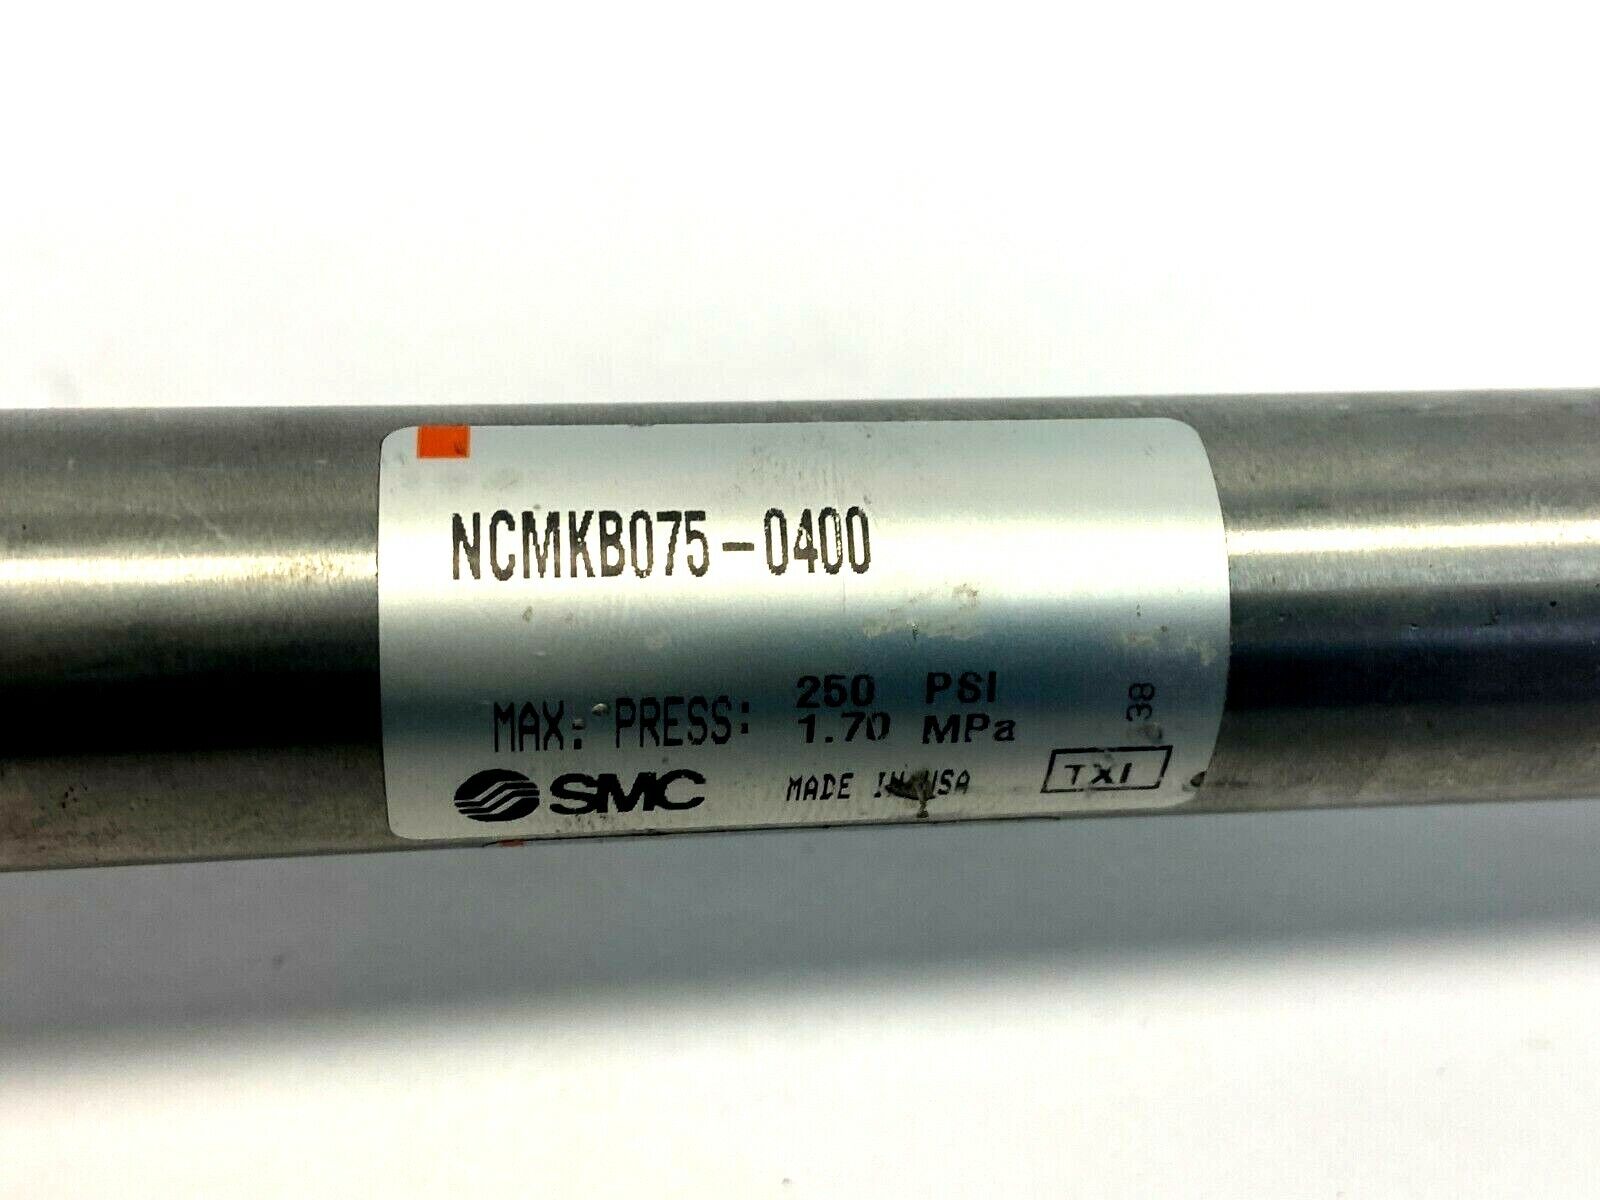 NCMKB075-0400
MAX. PRESS: 250 PSI
1.70 MPa
38
SMC MADE IN USA TXI